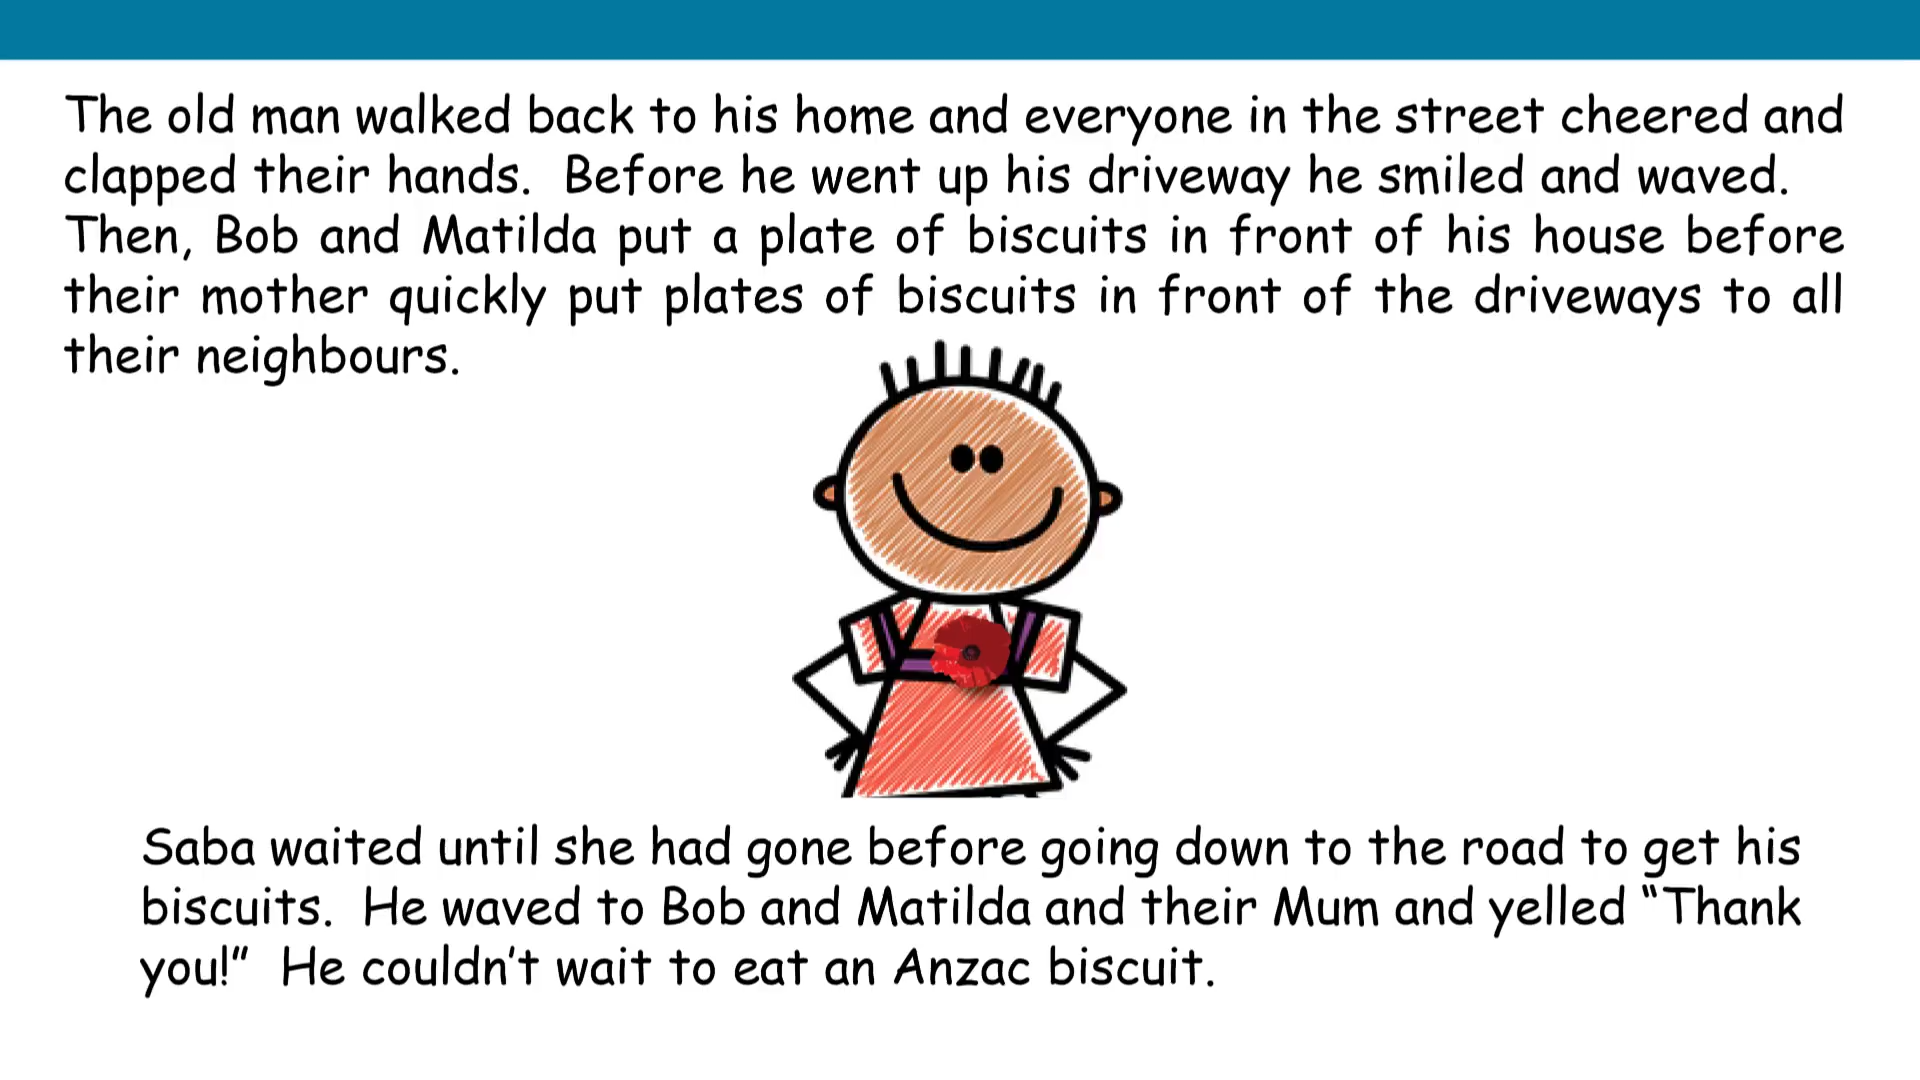 The old man walked back to his home and everyone in the street cheered and
clapped their hands.  Before he went up his driveway he smiled and waved.
Then, Bob and Matilda put a plate of biscuits in front of his house before
their mother quickly put plates of biscuits in front of the driveways to all
their neighbours.
Saba waited until she had gone before going down to the road to get his
biscuits.  He waved to Bob and Matilda and their Mum and yelled “Thank
you!”  He couldn’t wait to eat an Anzac biscuit.